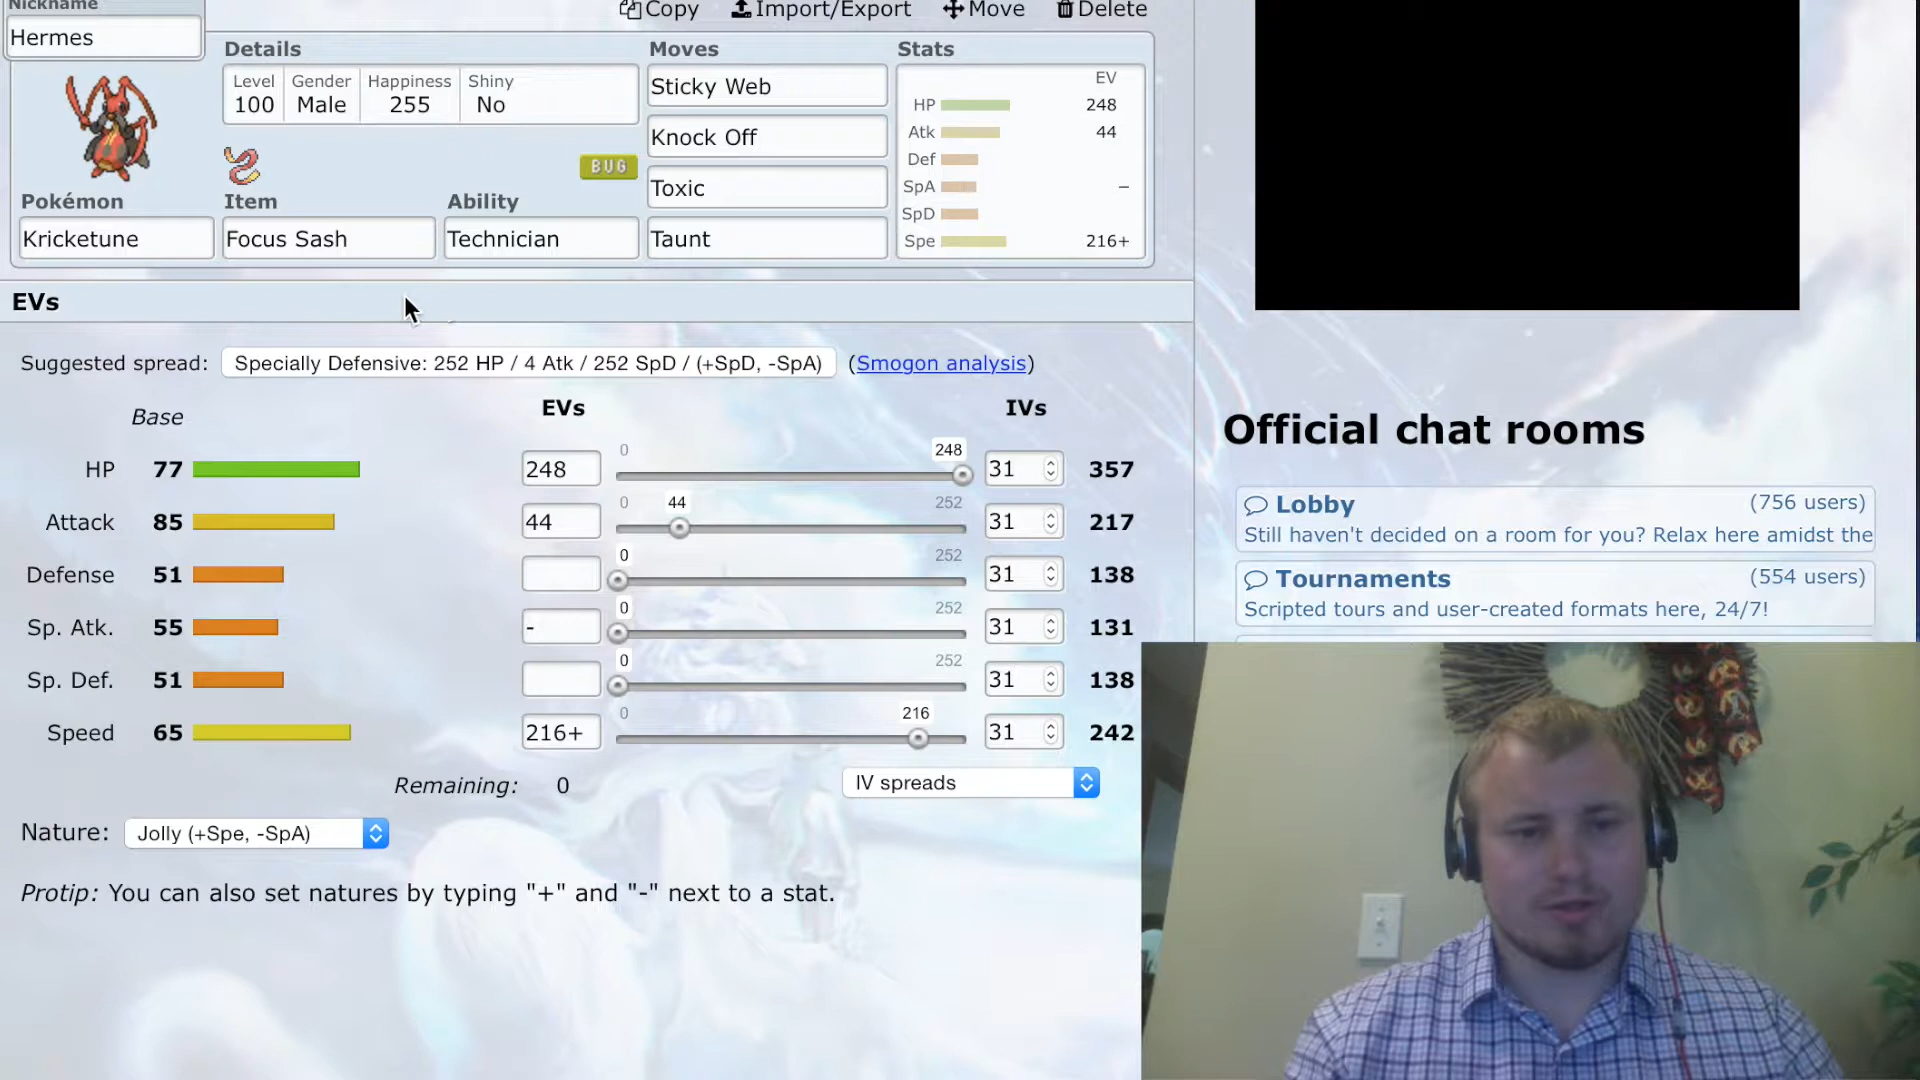 Nickname
Copy Import/Export Move Delete
Hermes
Details Moves Stats
Level Gender Happiness Shiny
100 Male 255 No
BUG
Sticky Web
Knock Off
Toxic
Taunt
EV
HP 248
Atk 44
Def
SpA –
SpD
Spe 216+
Pokémon Item Ability
Kricketune Focus Sash Technician
EVs
Suggested spread: Specially Defensive: 252 HP / 4 Atk / 252 SpD / (+SpD, -SpA) (Smogon analysis)
Base EVs IVs
0 248
HP 77 248 31 357
0 44 252
Attack 85 44 31 217
0 252
Defense 51 31 138
0 252
Sp. Atk. 55 - 31 131
0 252
Sp. Def. 51 31 138
0 216
Speed 65 216+ 31 242
Remaining: 0 IV spreads
Nature: Jolly (+Spe, -SpA)
Protip: You can also set natures by typing "+" and "-" next to a stat.
Official chat rooms
Lobby (756 users)
Still haven't decided on a room for you? Relax here amidst the
Tournaments (554 users)
Scripted tours and user-created formats here, 24/7!